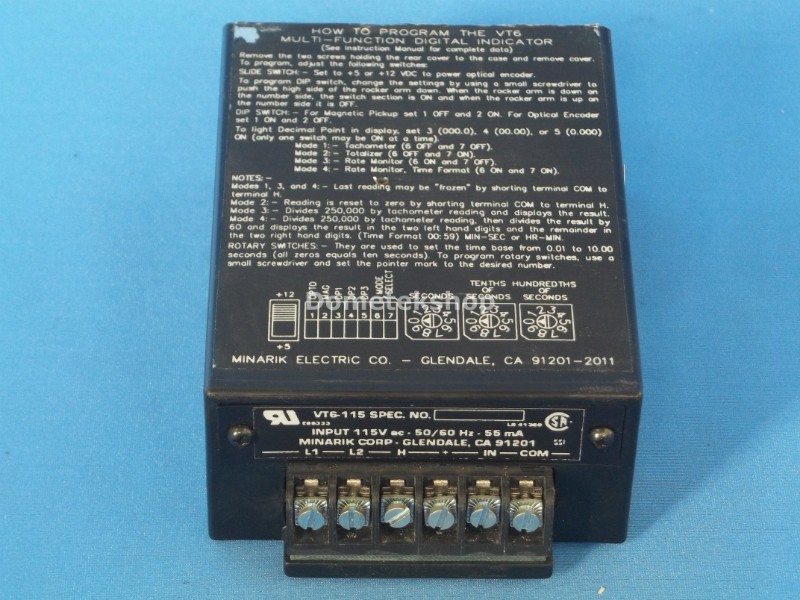 HOW TO PROGRAM THE VT6
MULTI-FUNCTION DIGITAL INDICATOR
(See instruction Manual for complete data)
Remove the two screws holding the rear cover to the case and remove cover.
To program, adjust the following switches:
SLIDE SWITCH:- Set to +5 or +12 VDC to power optical encoder.
To program DIP switch, change the settings by using a small screwdriver to
push the high side of the rocker arm down. When the rocker arm is down on
the number side, the switch section is ON and when the rocker arm is up on
the number side it is OFF.
DIP SWITCH:- For Magnetic Pickup set 1 OFF and 2 ON. For Optical Encoder
set 1 ON and 2 OFF.
To light Decimal Point in display, set 3 (000.0), 4 (00.00), or 5 (0.000)
ON (only one switch may be ON at a time).
Mode 1:- Tachometer (6 OFF and 7 OFF).
Mode 2:- Totalizer (6 OFF and 7 ON).
Mode 3:- Rate Monitor (6 ON and 7 OFF).
Mode 4:- Rate Monitor, Time Format (6 ON and 7 ON).
NOTES:-
Modes 1, 3, and 4:- Last reading may be "frozen" by shorting terminal COM to
terminal H.
Mode 2:- Reading is reset to zero by shorting terminal COM to terminal H.
Mode 3:- Divides 250,000 by tachometer reading and displays the result.
Mode 4:- Divides 250,000 by tachometer reading, then divides the result by
60 and displays the result in the two left hand digits and the remainder in
the two right hand digits. (Time Format 00:59) MIN-SEC or HR-MIN.
ROTARY SWITCHES:- They are used to set the time base from 0.01 to 10.00
seconds (all zeros equals ten seconds). To program rotary switches, use a
small screwdriver and set the pointer mark to the desired number.
MODE
SELECT
TENTHS HUNDREDTHS
OF OF
SECONDS SECONDS SECONDS
Dometekshop
+12
1 2 3 4 5 6 7
+5
MINARIK ELECTRIC CO. - GLENDALE, CA 91201-2011
VT6-115 SPEC. NO.
INPUT 115V ac - 50/60 Hz - 55 mA
MINARIK CORP - GLENDALE, CA 91201
L1 L2 H + IN COM